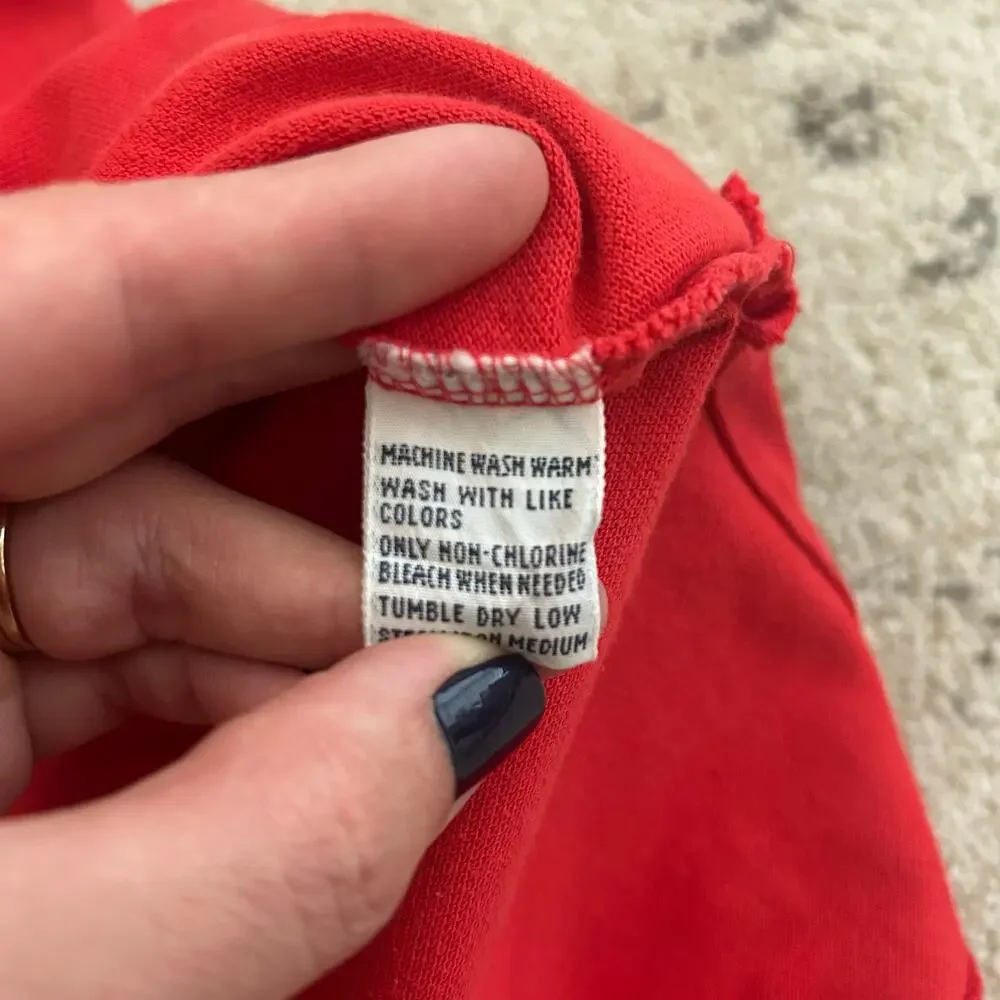 MACHINE WASH WARM
WASH WITH LIKE
COLORS
ONLY NON-CHLORINE
BLEACH WHEN NEEDED
TUMBLE DRY LOW
MEDIUM